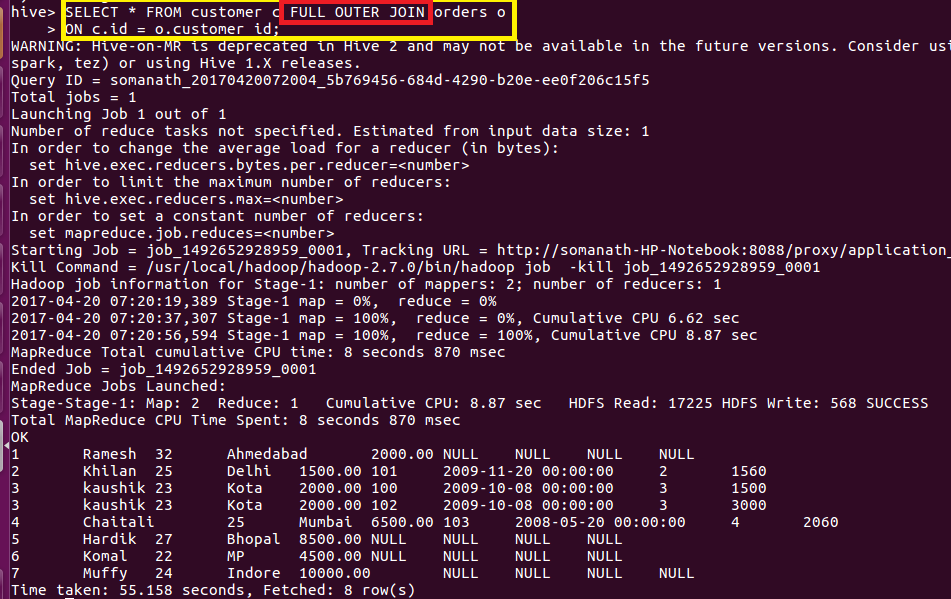 hive> SELECT * FROM customer c FULL OUTER JOIN orders o
    > ON c.id = o.customer_id;
WARNING: Hive-on-MR is deprecated in Hive 2 and may not be available in the future versions. Consider usi
spark, tez) or using Hive 1.X releases.
Query ID = somanath_20170420072004_5b769456-684d-4290-b20e-ee0f206c15f5
Total jobs = 1
Launching Job 1 out of 1
Number of reduce tasks not specified. Estimated from input data size: 1
In order to change the average load for a reducer (in bytes):
  set hive.exec.reducers.bytes.per.reducer=<number>
In order to limit the maximum number of reducers:
  set hive.exec.reducers.max=<number>
In order to set a constant number of reducers:
  set mapreduce.job.reduces=<number>
Starting Job = job_1492652928959_0001, Tracking URL = http://somanath-HP-Notebook:8088/proxy/application_
Kill Command = /usr/local/hadoop/hadoop-2.7.0/bin/hadoop job  -kill job_1492652928959_0001
Hadoop job information for Stage-1: number of mappers: 2; number of reducers: 1
2017-04-20 07:20:19,389 Stage-1 map = 0%,  reduce = 0%
2017-04-20 07:20:37,307 Stage-1 map = 100%,  reduce = 0%, Cumulative CPU 6.62 sec
2017-04-20 07:20:56,594 Stage-1 map = 100%,  reduce = 100%, Cumulative CPU 8.87 sec
MapReduce Total cumulative CPU time: 8 seconds 870 msec
Ended Job = job_1492652928959_0001
MapReduce Jobs Launched:
Stage-Stage-1: Map: 2  Reduce: 1   Cumulative CPU: 8.87 sec   HDFS Read: 17225 HDFS Write: 568 SUCCESS
Total MapReduce CPU Time Spent: 8 seconds 870 msec
OK
1       Ramesh  32      Ahmedabad       2000.00 NULL    NULL    NULL    NULL
2       Khilan  25      Delhi   1500.00 101     2009-11-20 00:00:00     2       1560
3       kaushik 23      Kota    2000.00 100     2009-10-08 00:00:00     3       1500
3       kaushik 23      Kota    2000.00 102     2009-10-08 00:00:00     3       3000
4       Chaitali        25      Mumbai  6500.00 103     2008-05-20 00:00:00     4       2060
5       Hardik  27      Bhopal  8500.00 NULL    NULL    NULL    NULL
6       Komal   22      MP      4500.00 NULL    NULL    NULL    NULL
7       Muffy   24      Indore  10000.00        NULL    NULL    NULL    NULL
Time taken: 55.158 seconds, Fetched: 8 row(s)